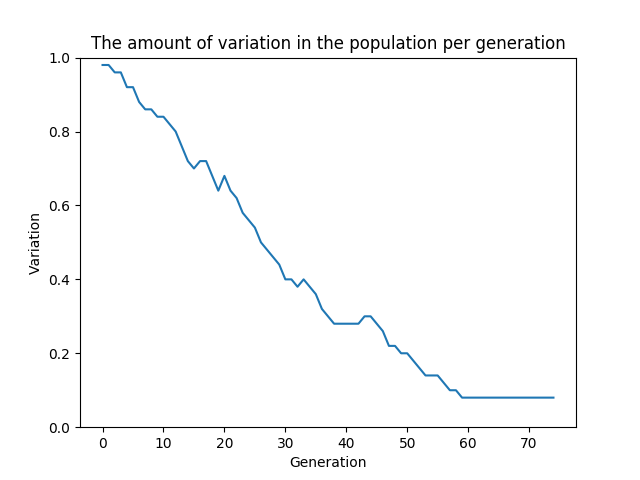 The amount of variation in the population per generation
1.0
0.8
0.6
0.4
0.2
0.0
Variation
0 10 20 30 40 50 60 70
Generation